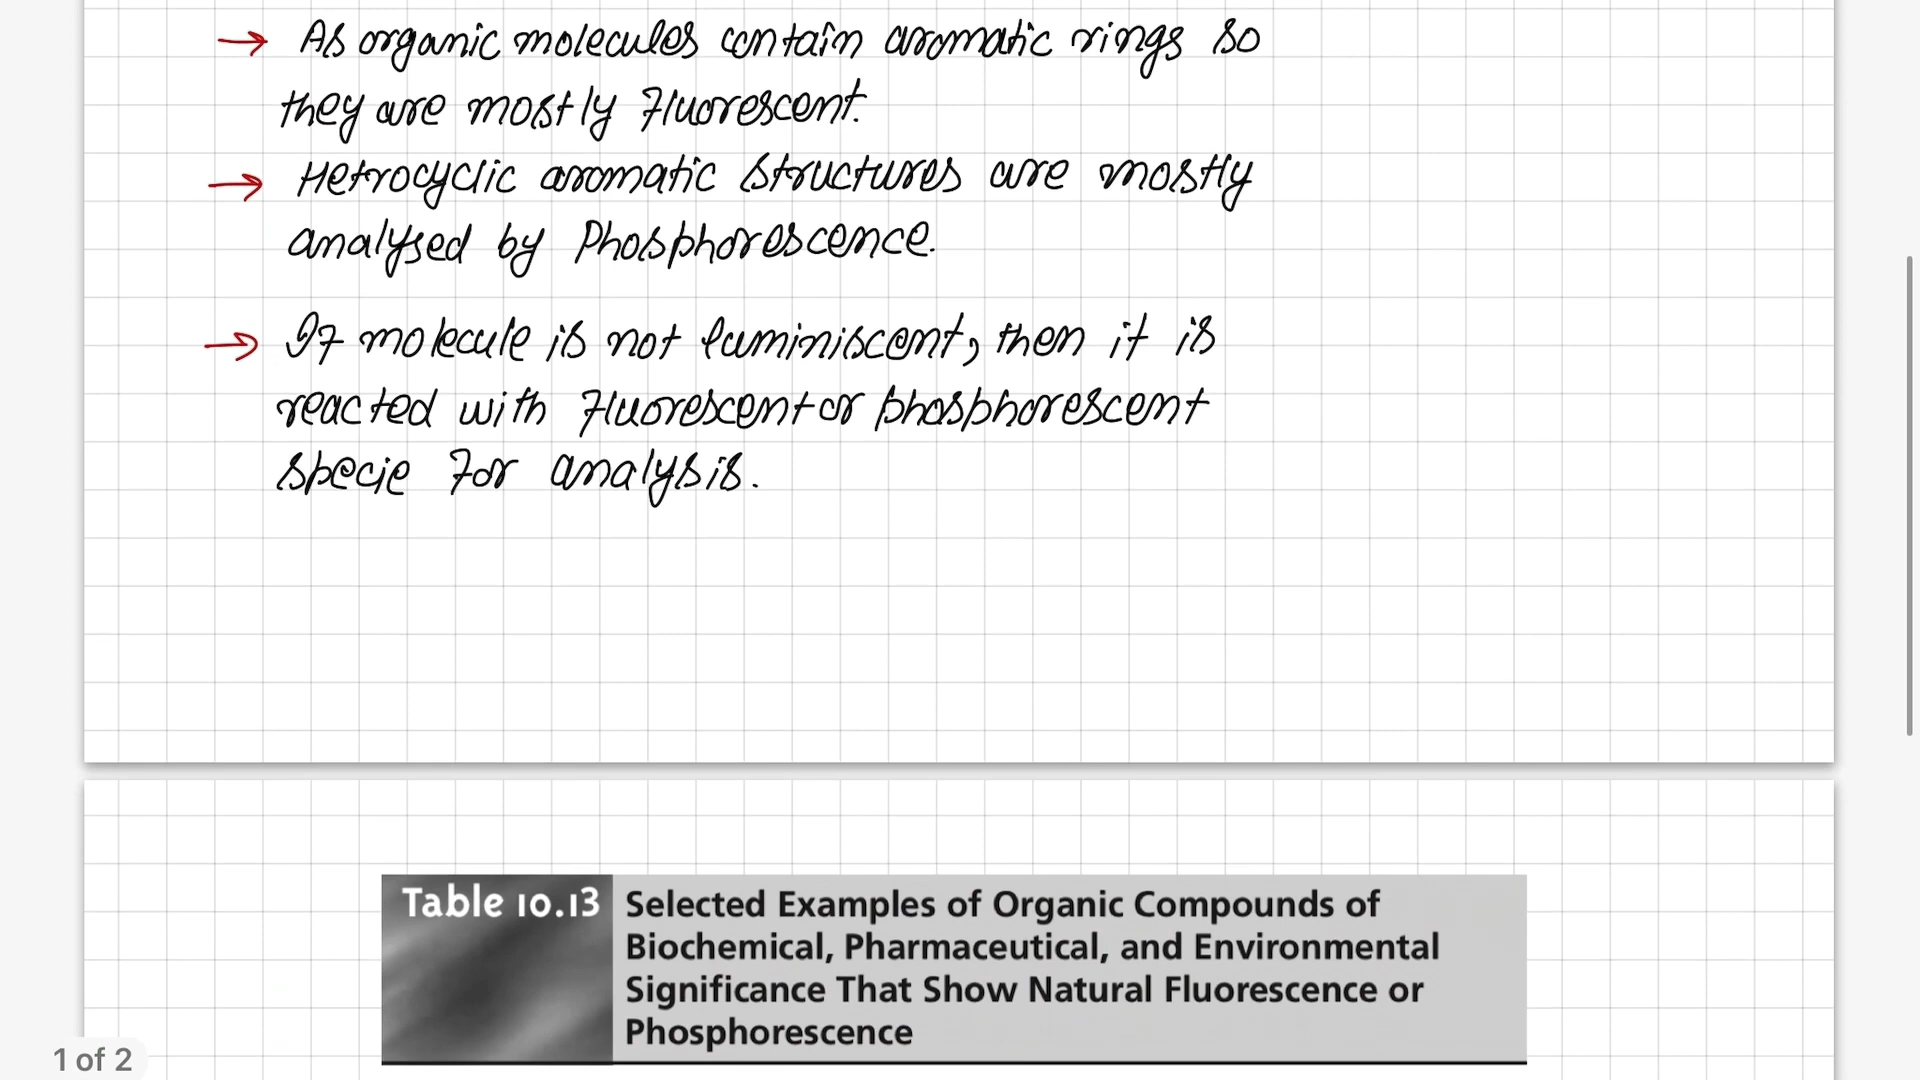 → As organic molecules contain aromatic rings so
they are mostly Fluorescent.
→ Hetrocyclic aromatic structures are mostly
analysed by Phosphorescence.
→ If molecule is not luminiscent, then it is
reacted with Fluorescent or phosphorescent
specie for analysis.
Table 10.13
Selected Examples of Organic Compounds of
Biochemical, Pharmaceutical, and Environmental
Significance That Show Natural Fluorescence or
Phosphorescence
1 of 2